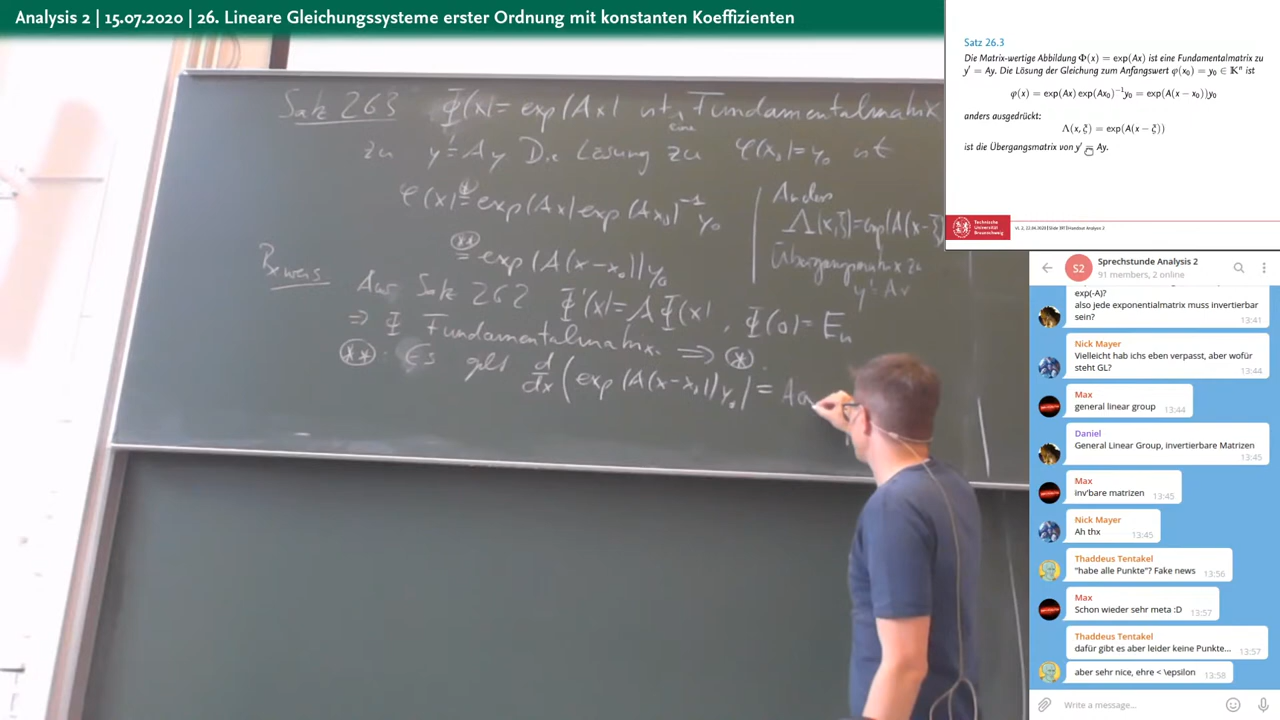 Analysis 2 | 15.07.2020 | 26. Lineare Gleichungssysteme erster Ordnung mit konstanten Koeffizienten
Satz 263 Φ(x) = exp(Ax) ist Fundamentalmatrix
eine
zu y' = Ay Die Lösung zu φ(x₀) = y₀ ist
φ(x) = exp(Ax) exp(Ax₀)⁻¹ y₀
(**) = exp(A(x-x₀)) y₀
Anders
Λ(x,ξ) = exp(A(x-ξ))
Übergangsmatrix zu
y' = Ay
Beweis Aus Satz 262 Φ'(x) = AΦ(x), Φ(0) = Eₙ
⇒ Φ Fundamentalmatrix. ⇒ (*).
(**): Es gilt d/dx (exp(A(x-x₀)) y₀) =
Satz 26.3
Die Matrix-wertige Abbildung Φ(x) = exp(Ax) ist eine Fundamentalmatrix zu
y' = Ay. Die Lösung der Gleichung zum Anfangswert φ(x₀) = y₀ ∈ 𝕂ⁿ ist
φ(x) = exp(Ax) exp(Ax₀)⁻¹y₀ = exp(A(x − x₀))y₀
anders ausgedrückt:
Λ(x, ξ) = exp(A(x − ξ))
ist die Übergangsmatrix von y' = Ay.
Technische
Universität
Braunschweig
S2
Sprechstunde Analysis 2
91 members, 2 online
exp(-A)?
also jede exponentialmatrix muss invertierbar
sein? 13:41
Nick Mayer
Vielleicht hab ichs eben verpasst, aber wofür
steht GL? 13:44
Max
general linear group 13:44
Daniel
General Linear Group, invertierbare Matrizen
13:45
Max
inv'bare matrizen 13:45
Nick Mayer
Ah thx 13:45
Thaddeus Tentakel
"habe alle Punkte"? Fake news 13:56
Max
Schon wieder sehr meta :D 13:57
Thaddeus Tentakel
dafür gibt es aber leider keine Punkte... 13:57
aber sehr nice, ehre < \epsilon 13:58
Write a message...